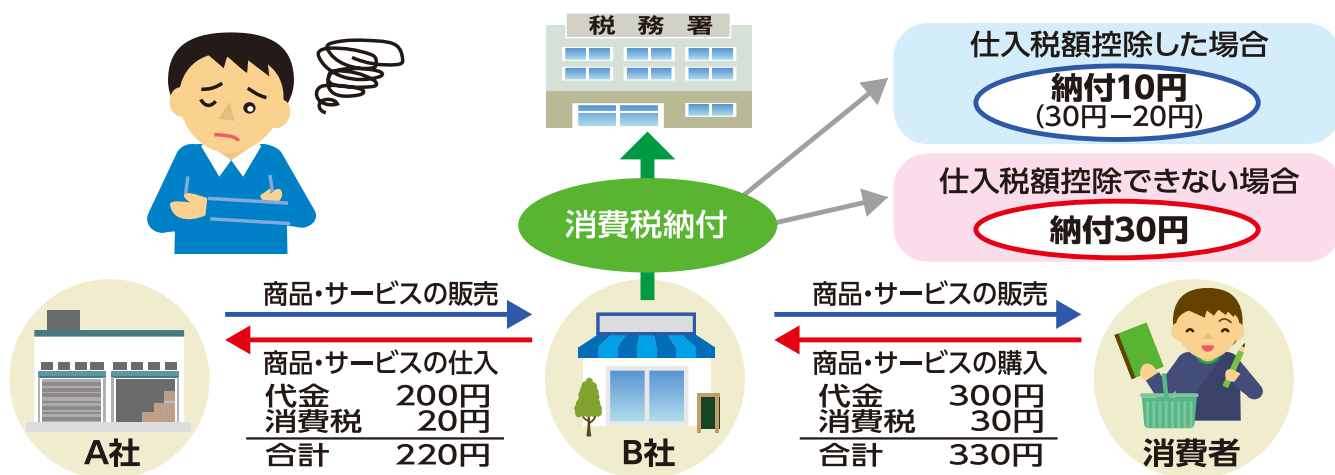 税務署
仕入税額控除した場合
納付10円
(30円-20円)
仕入税額控除できない場合
納付30円
消費税納付
商品・サービスの販売
商品・サービスの仕入
代金 200円
消費税 20円
合計 220円
商品・サービスの販売
商品・サービスの購入
代金 300円
消費税 30円
合計 330円
A社
B社
消費者